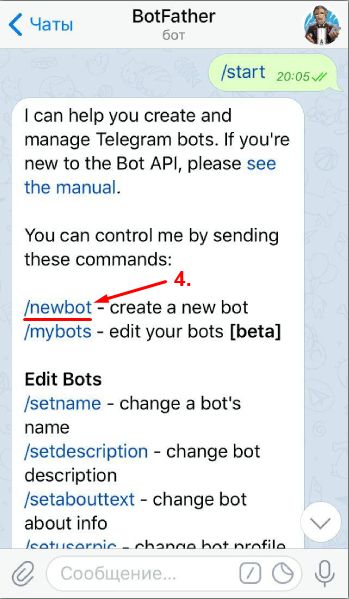 Чаты
BotFather
бот
/start 20:05
I can help you create and
manage Telegram bots. If you're
new to the Bot API, please see
the manual.
You can control me by sending
these commands:
4.
/newbot - create a new bot
/mybots - edit your bots [beta]
Edit Bots
/setname - change a bot's
name
/setdescription - change bot
description
/setabouttext - change bot
about info
/setuserpic - change bot profile
Сообщение...